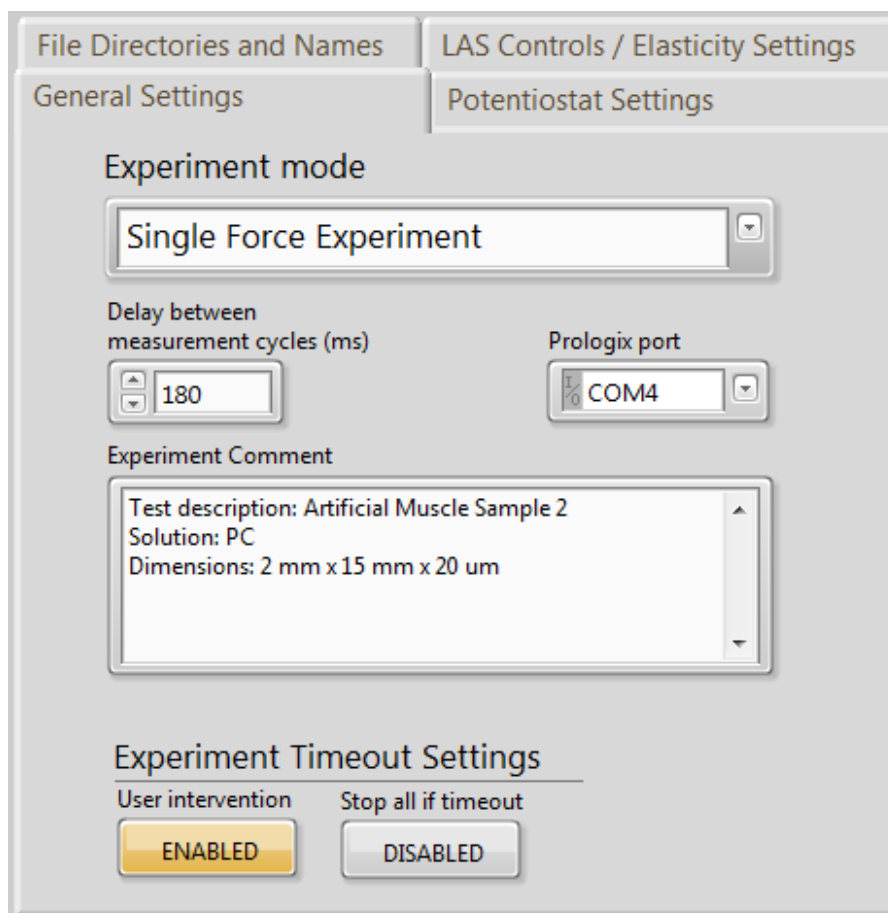 File Directories and Names
LAS Controls / Elasticity Settings
General Settings
Potentiostat Settings
Experiment mode
Single Force Experiment
Delay between
measurement cycles (ms)
Prologix port
180
I/O COM4
Experiment Comment
Test description: Artificial Muscle Sample 2
Solution: PC
Dimensions: 2 mm x 15 mm x 20 um
Experiment Timeout Settings
User intervention
Stop all if timeout
ENABLED
DISABLED